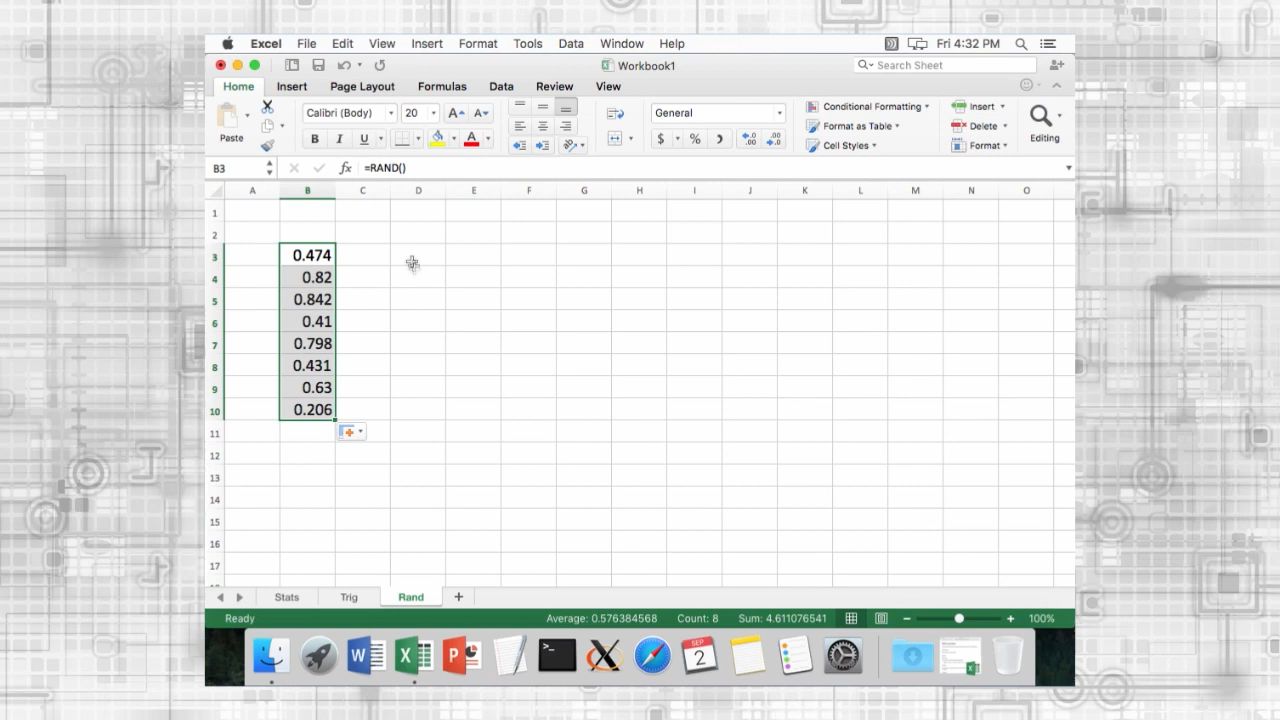 Excel File Edit View Insert Format Tools Data Window Help Fri 4:32 PM
Workbook1 Search Sheet
Home Insert Page Layout Formulas Data Review View
Paste Calibri (Body) 20 A A General Conditional Formatting Insert
B I U A $ % Format as Table Delete Editing
Cell Styles Format
B3 fx =RAND()
A B C D E F G H I J K L M N O
1
2
3 0.474
4 0.82
5 0.842
6 0.41
7 0.798
8 0.431
9 0.63
10 0.206
11
12
13
14
15
16
17
Stats Trig Rand +
Ready Average: 0.576384568 Count: 8 Sum: 4.611076541 100%
W X P >_ X SEP 2